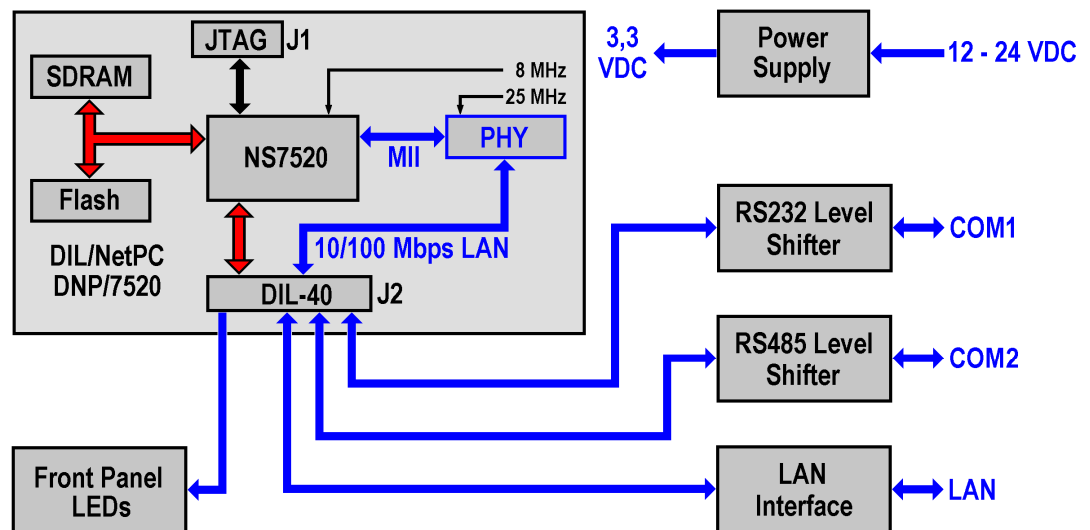 JTAG J1
SDRAM
8 MHz
25 MHz
NS7520
MII
PHY
Flash
DIL/NetPC
DNP/7520
10/100 Mbps LAN
DIL-40 J2
3,3
VDC
Power
Supply
12 - 24 VDC
RS232 Level
Shifter
COM1
RS485 Level
Shifter
COM2
Front Panel
LEDs
LAN
Interface
LAN